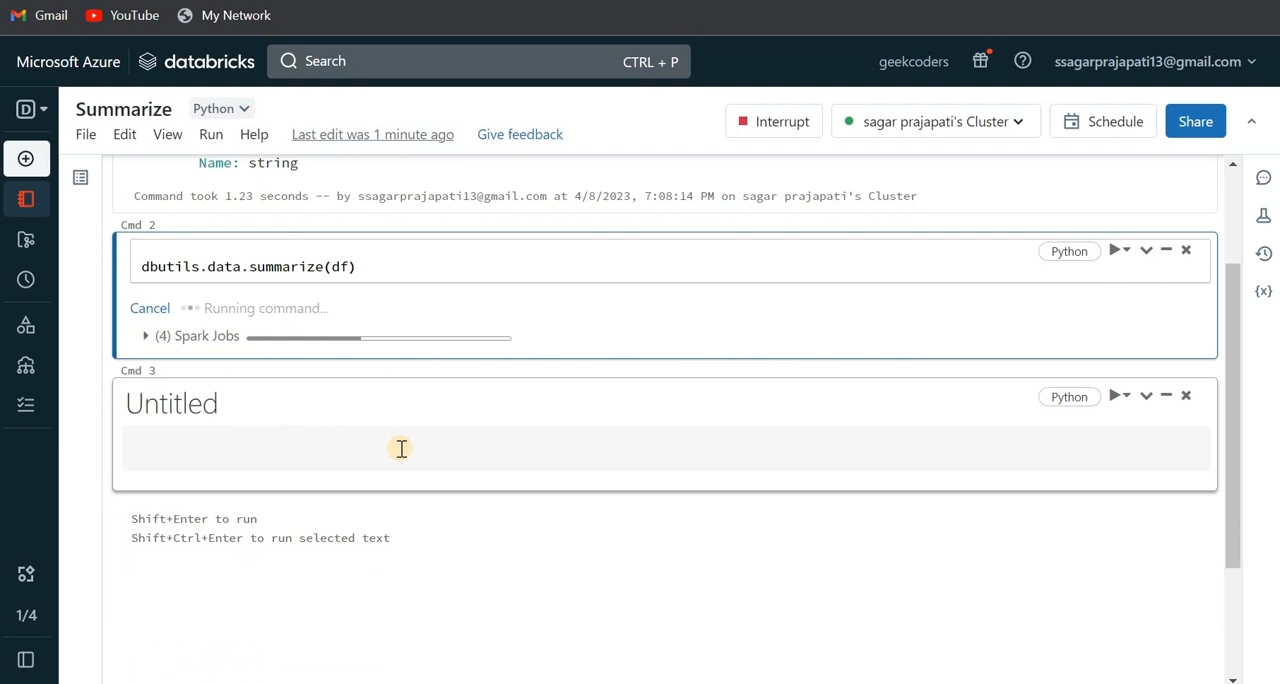 Gmail YouTube My Network
Microsoft Azure databricks Search CTRL + P geekcoders ssagarprajapati13@gmail.com
D Summarize Python
File Edit View Run Help Last edit was 1 minute ago Give feedback Interrupt sagar prajapati's Cluster Schedule Share
Name: string
Command took 1.23 seconds -- by ssagarprajapati13@gmail.com at 4/8/2023, 7:08:14 PM on sagar prajapati's Cluster
Cmd 2
Python
dbutils.data.summarize(df)
Cancel Running command...
(4) Spark Jobs
Cmd 3
Untitled Python
Shift+Enter to run
Shift+Ctrl+Enter to run selected text
1/4
{x}